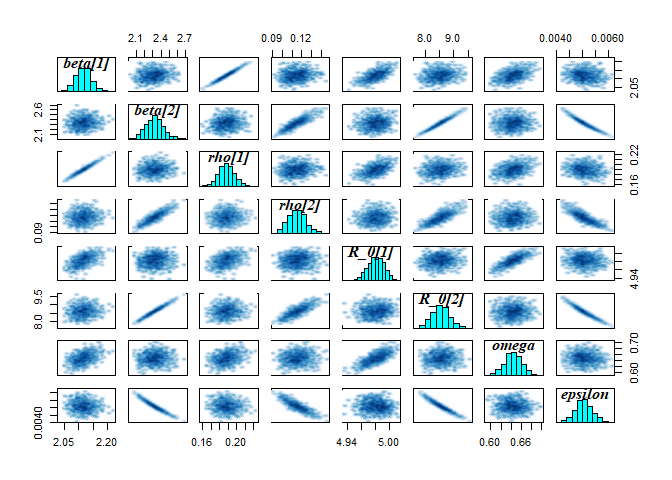 2.1 2.4 2.7 0.09 0.12 8.0 9.0 0.0040 0.0060
beta[1]
2.05
beta[2]
2.1 2.6
rho[1]
0.16 0.22
rho[2]
0.09
R_0[1]
4.94
R_0[2]
8.0 9.5
omega
0.60 0.70
epsilon
0.0040
2.05 2.20 0.16 0.20 4.94 5.00 0.60 0.66